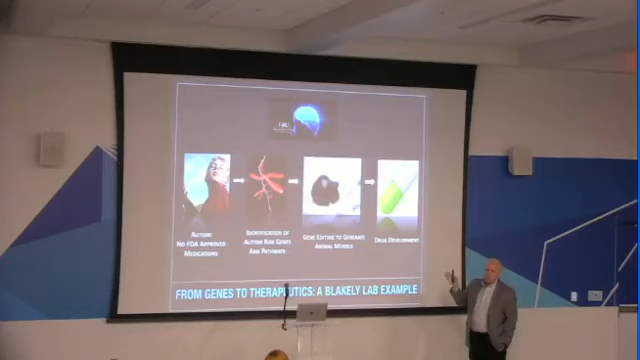 AUTISM:
NO FDA APPROVED
MEDICATIONS
IDENTIFICATION OF
AUTISM RISK GENES
AND PATHWAYS
GENE EDITING TO GENERATE
ANIMAL MODELS
DRUG DEVELOPMENT
FROM GENES TO THERAPEUTICS: A BLAKELY LAB EXAMPLE